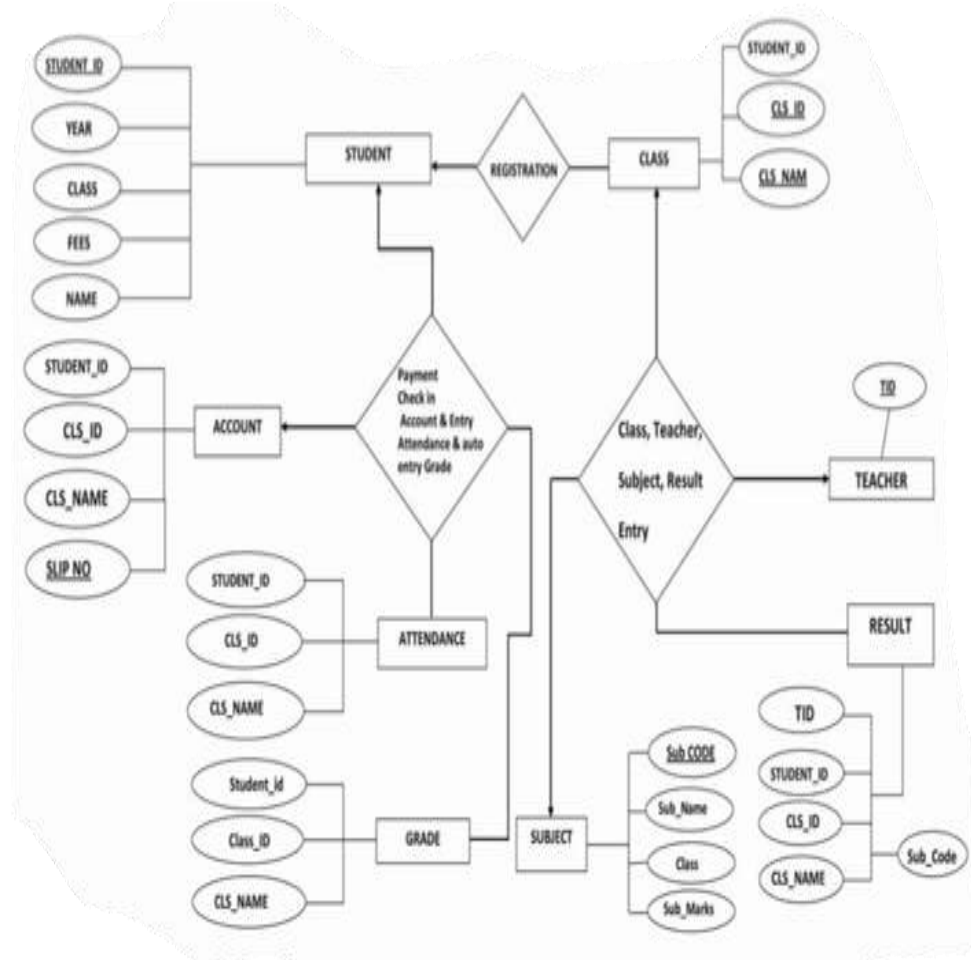 STUDENT_ID
YEAR
CLASS
FEES
NAME
STUDENT
REGISTRATION
CLASS
STUDENT_ID
CLS_ID
CLS_NAM
STUDENT_ID
CLS_ID
CLS_NAME
SLIP NO
ACCOUNT
Payment
Check in
Account & Entry
Attendance & auto
entry Grade
Class, Teacher,
Subject, Result
Entry
TID
TEACHER
STUDENT_ID
CLS_ID
CLS_NAME
ATTENDANCE
RESULT
Student_id
Class_ID
CLS_NAME
GRADE
SUBJECT
Sub CODE
Sub_Name
Class
Sub_Marks
TID
STUDENT_ID
CLS_ID
CLS_NAME
Sub_Code